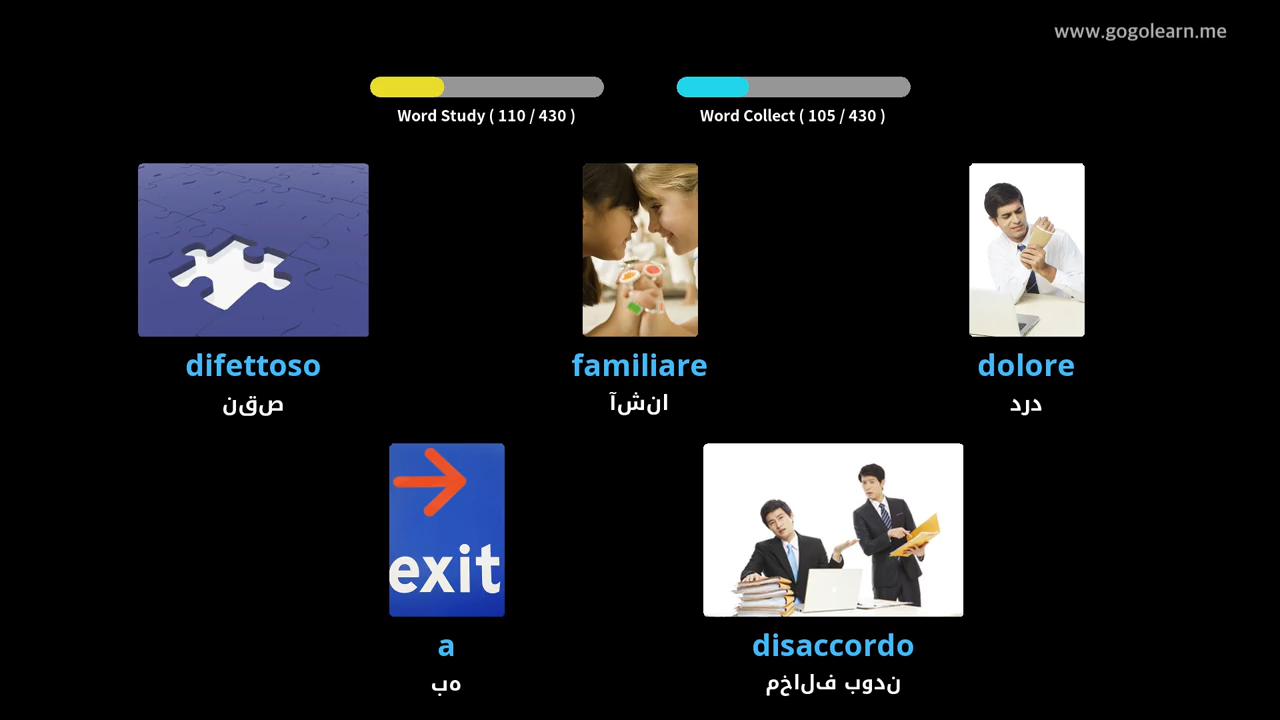 www.gogolearn.me
Word Study ( 110 / 430 )
Word Collect ( 105 / 430 )
difettoso
familiare
dolore
صقن
انشآ
درد
exit
a
disaccordo
هب
ندوب فلاخم